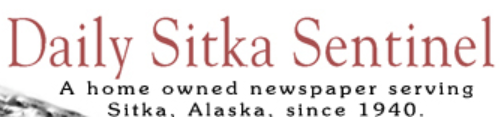 Daily Sitka Sentinel
A home owned newspaper serving
Sitka, Alaska, since 1940.